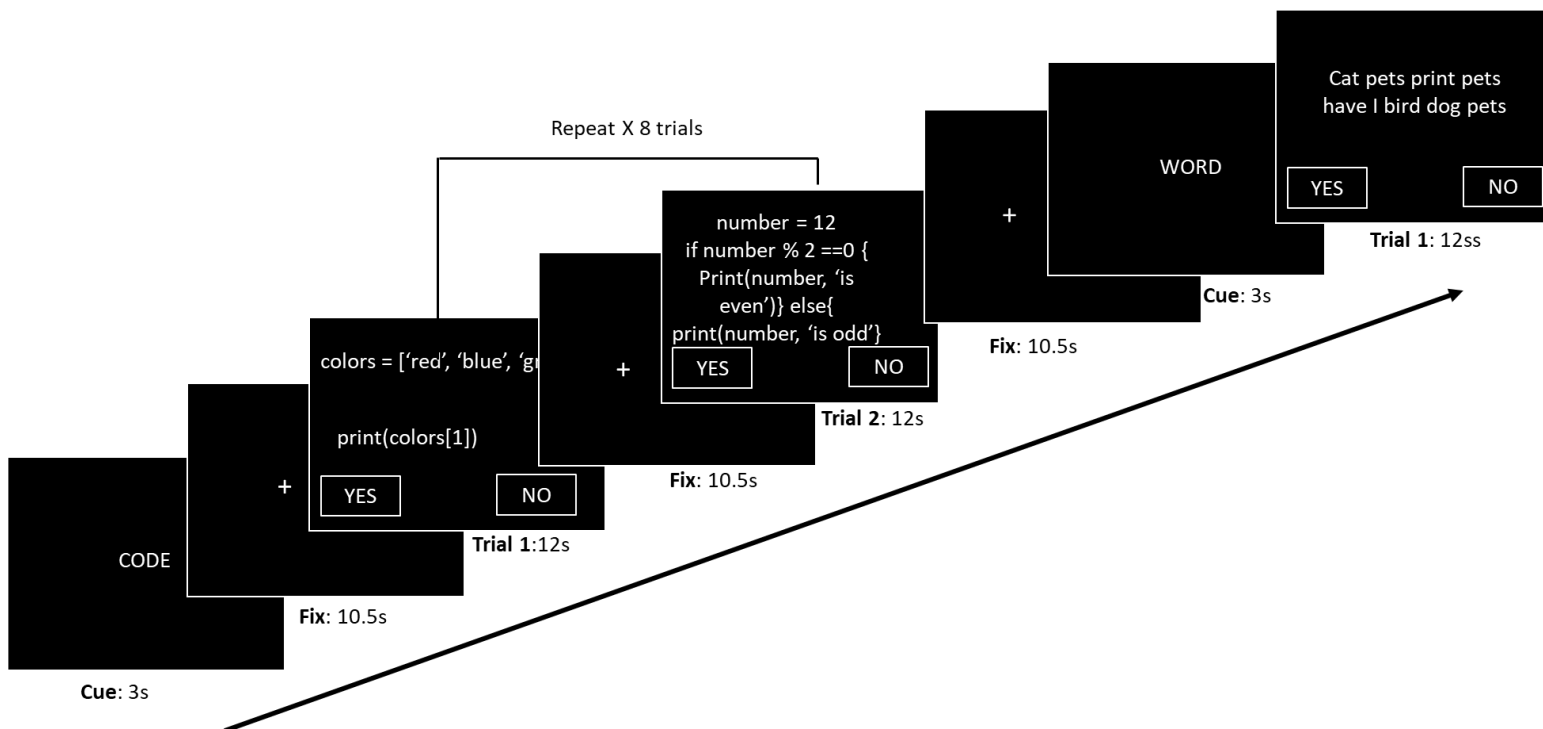 CODE
Cue: 3s
+
Fix: 10.5s
Repeat X 8 trials
colors = [‘red’, ‘blue’, ‘gr
print(colors[1])
YES
NO
Trial 1:12s
+
Fix: 10.5s
number = 12
if number % 2 ==0 {
Print(number, ‘is
even’)} else{
print(number, ‘is odd’}
YES
NO
Trial 2: 12s
+
Fix: 10.5s
WORD
Cue: 3s
Cat pets print pets
have I bird dog pets
YES
NO
Trial 1: 12ss